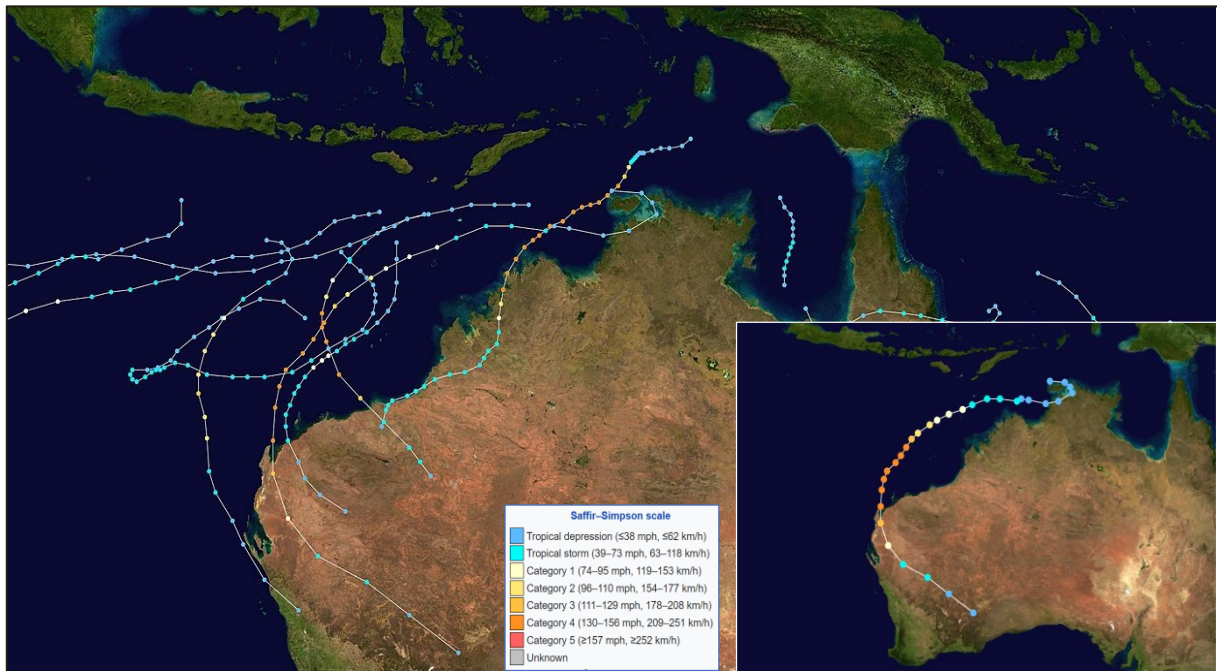 Saffir–Simpson scale
Tropical depression (≤38 mph, ≤62 km/h)
Tropical storm (39–73 mph, 63–118 km/h)
Category 1 (74–95 mph, 119–153 km/h)
Category 2 (96–110 mph, 154–177 km/h)
Category 3 (111–129 mph, 178–208 km/h)
Category 4 (130–156 mph, 209–251 km/h)
Category 5 (≥157 mph, ≥252 km/h)
Unknown